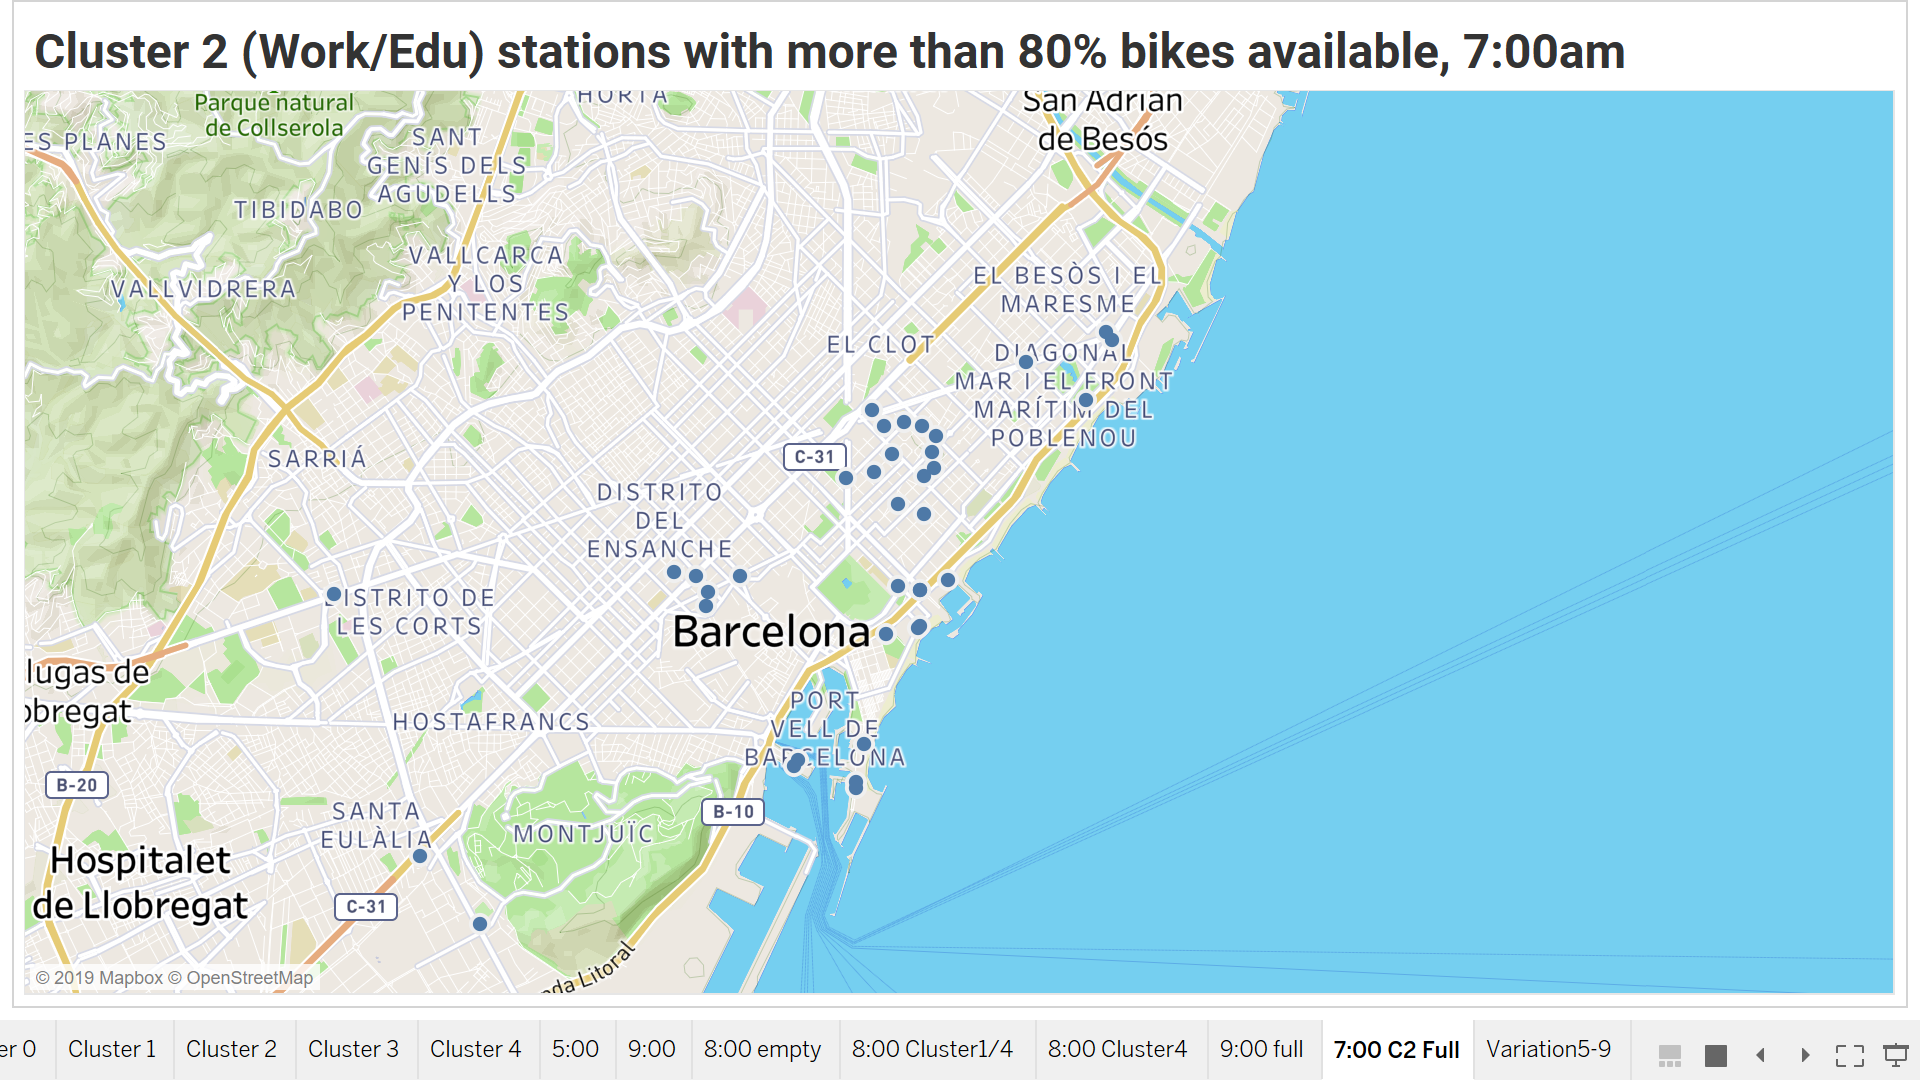 Cluster 2 (Work/Edu) stations with more than 80% bikes available, 7:00am
Parque natural
de Collserola
HORTA
San Adrián
de Besós
ES PLANES
SANT
GENÍS DELS
AGUDELLS
TIBIDABO
VALLCARCA
Y LOS
PENITENTES
VALLVIDRERA
EL BESÒS I EL
MARESME
EL CLOT
DIAGONAL
MAR I EL FRONT
MARÍTIM DEL
POBLENOU
SARRIÁ
C-31
DISTRITO
DEL
ENSANCHE
DISTRITO DE
LES CORTS
Barcelona
lugas de
obregat
PORT
VELL DE
BARCELONA
HOSTAFRANCS
B-20
B-10
SANTA
EULÀLIA
MONTJUÏC
Hospitalet
de Llobregat
C-31
nda Litoral
© 2019 Mapbox © OpenStreetMap
er 0
Cluster 1
Cluster 2
Cluster 3
Cluster 4
5:00
9:00
8:00 empty
8:00 Cluster1/4
8:00 Cluster4
9:00 full
7:00 C2 Full
Variation5-9